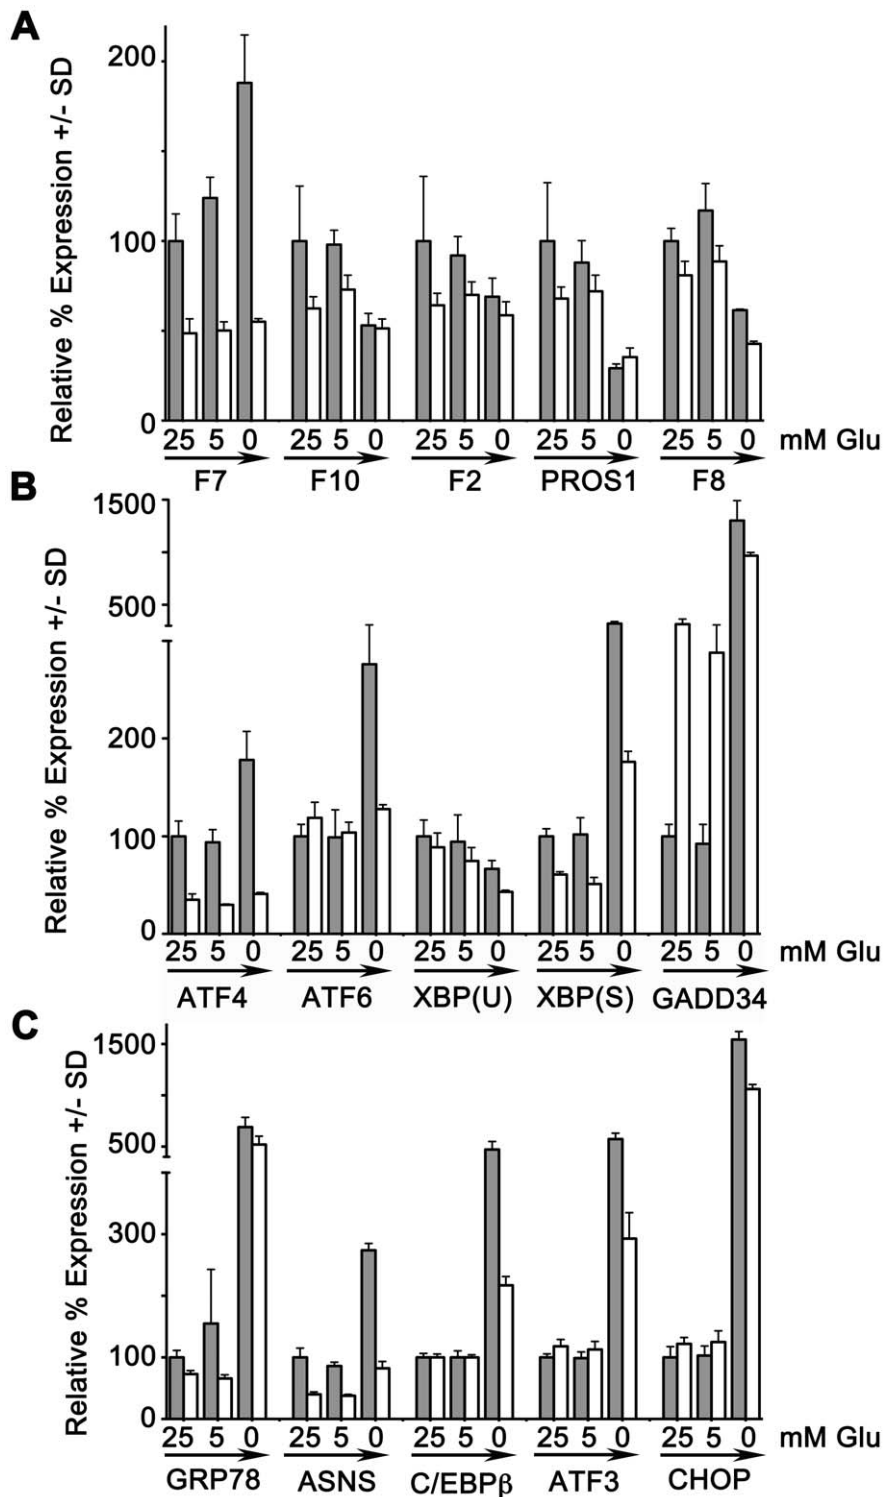 A
Relative % Expression +/- SD
200
100
0
25 5 0 25 5 0 25 5 0 25 5 0 25 5 0 mM Glu
F7 F10 F2 PROS1 F8
B
Relative % Expression +/- SD
1500
500
200
100
0
25 5 0 25 5 0 25 5 0 25 5 0 25 5 0 mM Glu
ATF4 ATF6 XBP(U) XBP(S) GADD34
C
Relative % Expression +/- SD
1500
500
300
100
0
25 5 0 25 5 0 25 5 0 25 5 0 25 5 0 mM Glu
GRP78 ASNS C/EBPβ ATF3 CHOP